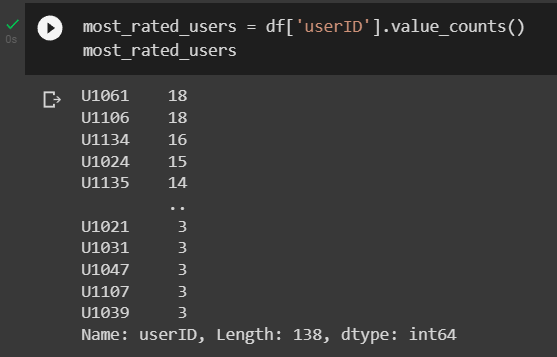 most_rated_users = df['userID'].value_counts()
0s
most_rated_users
U1061 18
U1106 18
U1134 16
U1024 15
U1135 14
..
U1021 3
U1031 3
U1047 3
U1107 3
U1039 3
Name: userID, Length: 138, dtype: int64